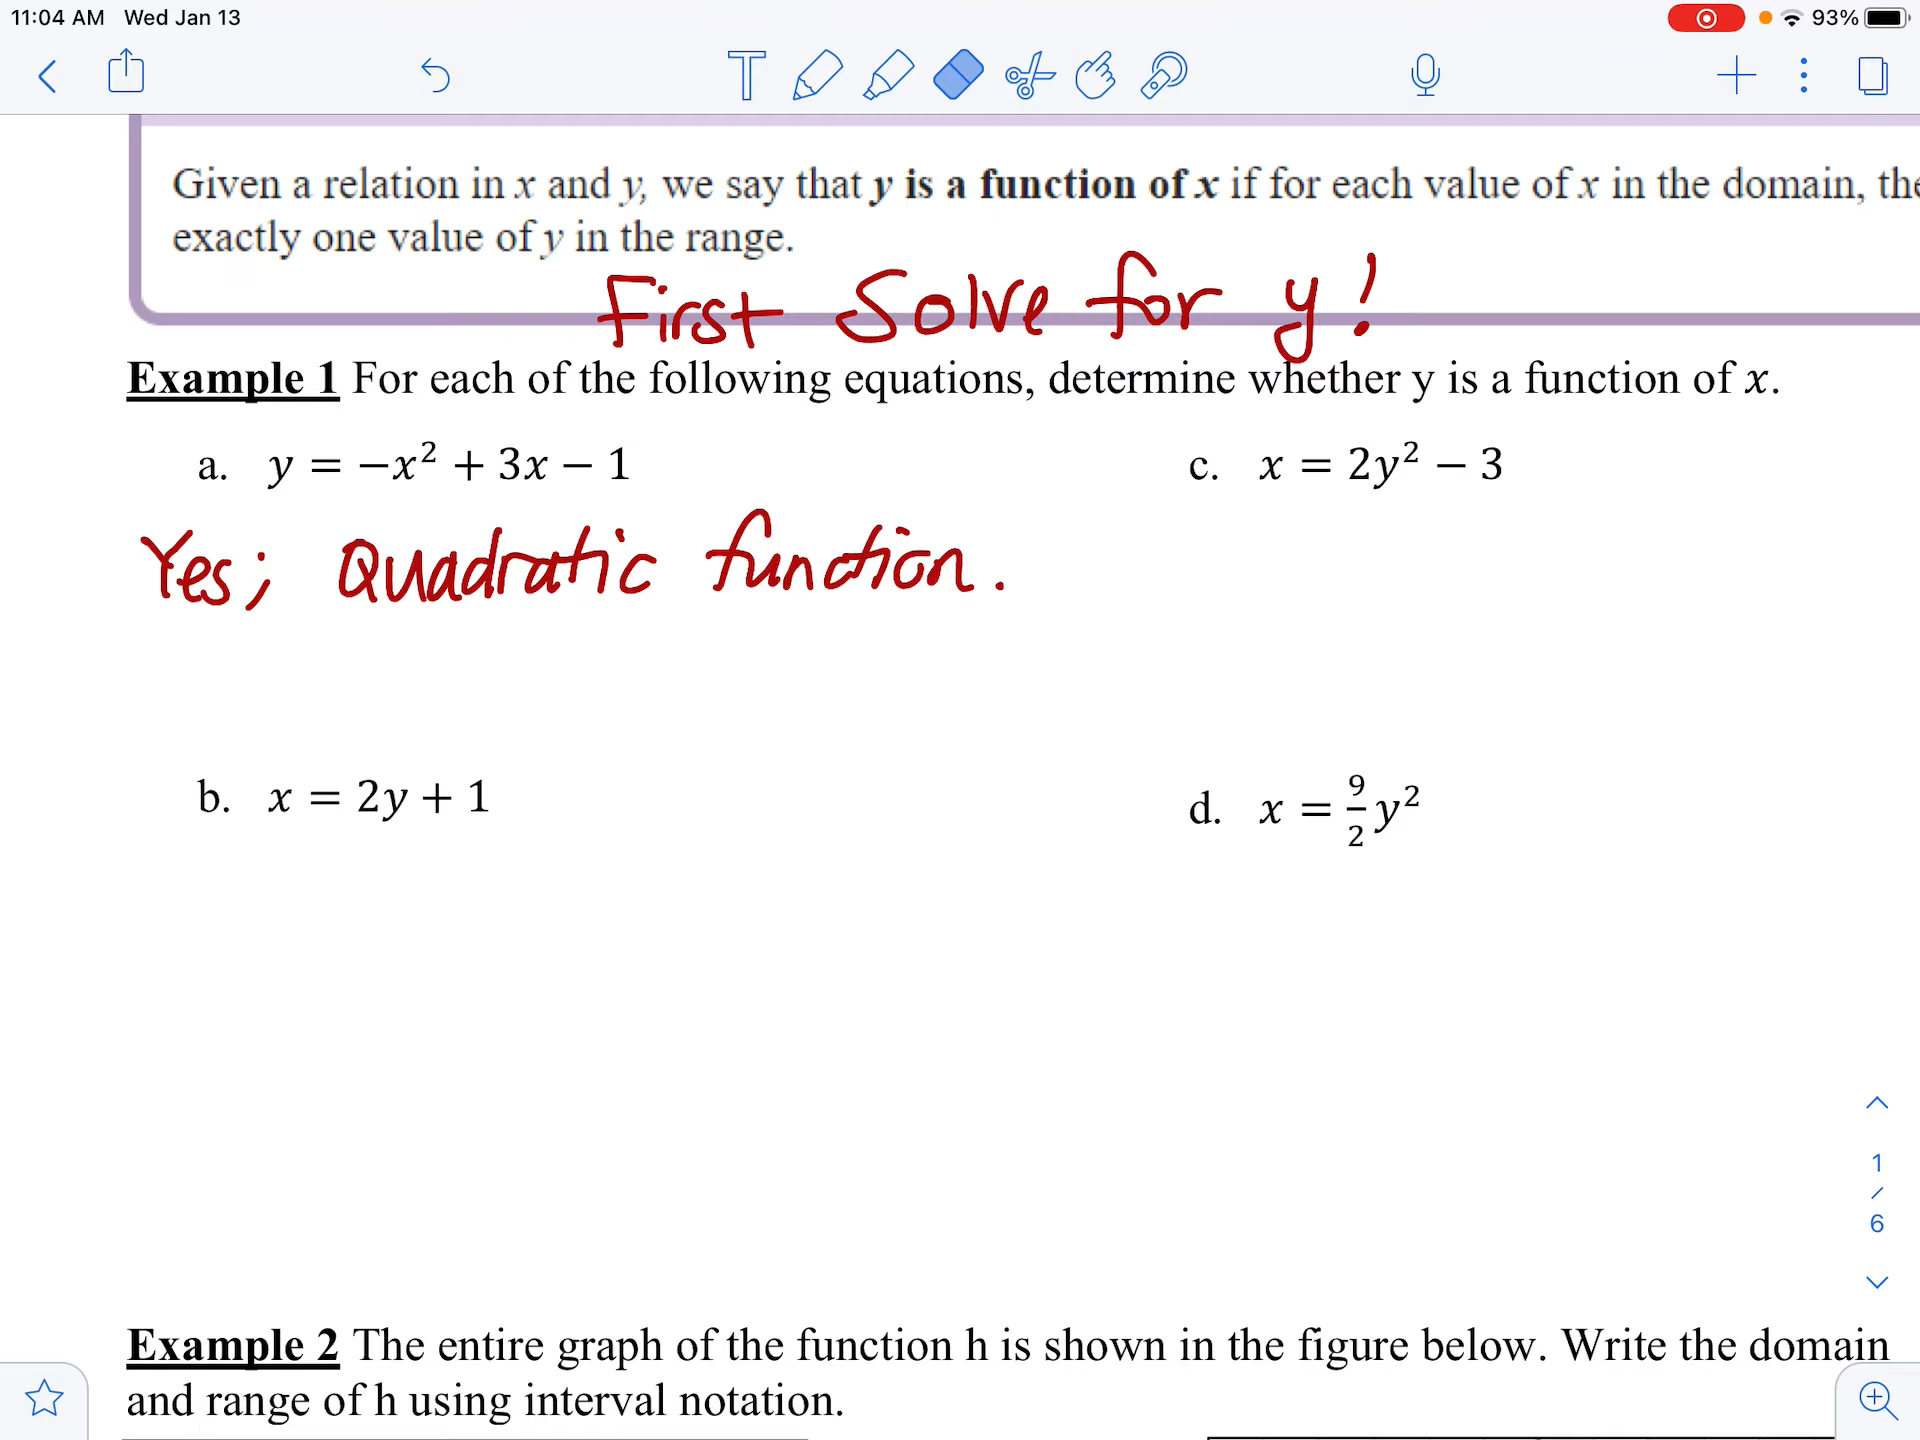 11:04 AM Wed Jan 13 93%
T
Given a relation in x and y, we say that y is a function of x if for each value of x in the domain, the
exactly one value of y in the range.
First Solve for y!
Example 1 For each of the following equations, determine whether y is a function of x.
a. y = −x² + 3x − 1
c. x = 2y² − 3
Yes; Quadratic function.
b. x = 2y + 1
d. x = 9/2 y²
1
/
6
Example 2 The entire graph of the function h is shown in the figure below. Write the domain
and range of h using interval notation.